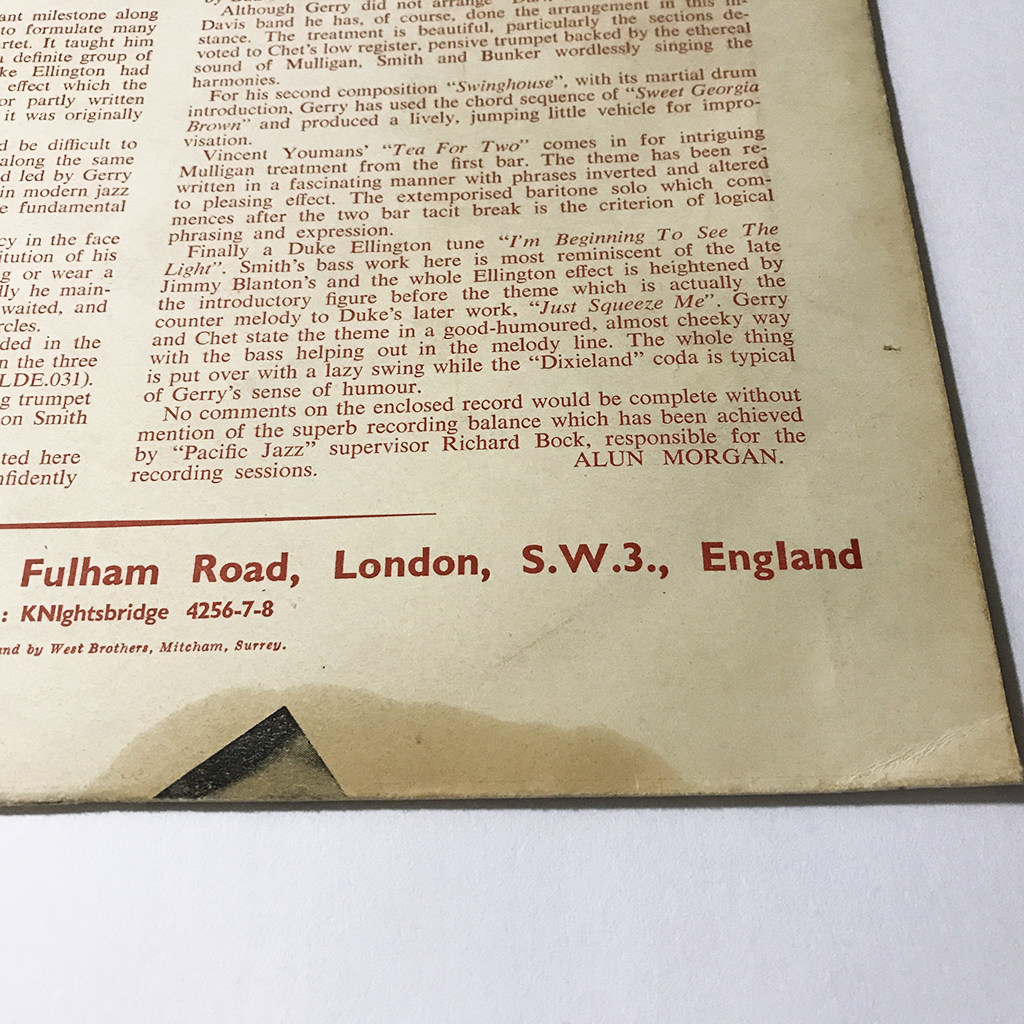 ant milestone along
to formulate many
rtet. It taught him
definite group of
ke Ellington had
effect which the
or partly written
it was originally
d be difficult to
along the same
d led by Gerry
in modern jazz
e fundamental
cy in the face
itution of his
g or wear a
lly he main-
waited, and
rcles.
ded in the
n the three
LDE.031).
g trumpet
on Smith
ted here
nfidently
Although Gerry did not arrange
Davis band he has, of course, done the arrangement in this in-
stance. The treatment is beautiful, particularly the sections de-
voted to Chet's low register, pensive trumpet backed by the ethereal
sound of Mulligan, Smith and Bunker wordlessly singing the
harmonies.
For his second composition "Swinghouse", with its martial drum
introduction, Gerry has used the chord sequence of "Sweet Georgia
Brown" and produced a lively, jumping little vehicle for impro-
visation.
Vincent Youmans' "Tea For Two" comes in for intriguing
Mulligan treatment from the first bar. The theme has been re-
written in a fascinating manner with phrases inverted and altered
to pleasing effect. The extemporised baritone solo which com-
mences after the two bar tacit break is the criterion of logical
phrasing and expression.
Finally a Duke Ellington tune "I'm Beginning To See The
Light". Smith's bass work here is most reminiscent of the late
Jimmy Blanton's and the whole Ellington effect is heightened by
the introductory figure before the theme which is actually the
counter melody to Duke's later work, "Just Squeeze Me". Gerry
and Chet state the theme in a good-humoured, almost cheeky way
with the bass helping out in the melody line. The whole thing
is put over with a lazy swing while the "Dixieland" coda is typical
of Gerry's sense of humour.
No comments on the enclosed record would be complete without
mention of the superb recording balance which has been achieved
by "Pacific Jazz" supervisor Richard Bock, responsible for the
recording sessions.
ALUN MORGAN.
Fulham Road, London, S.W.3., England
: KNIghtsbridge 4256-7-8
and by West Brothers, Mitcham, Surrey.